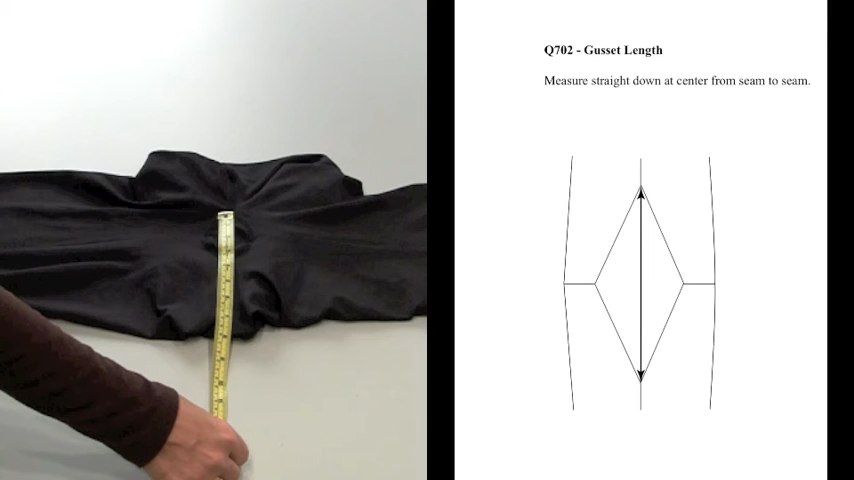 Q702 - Gusset Length
Measure straight down at center from seam to seam.